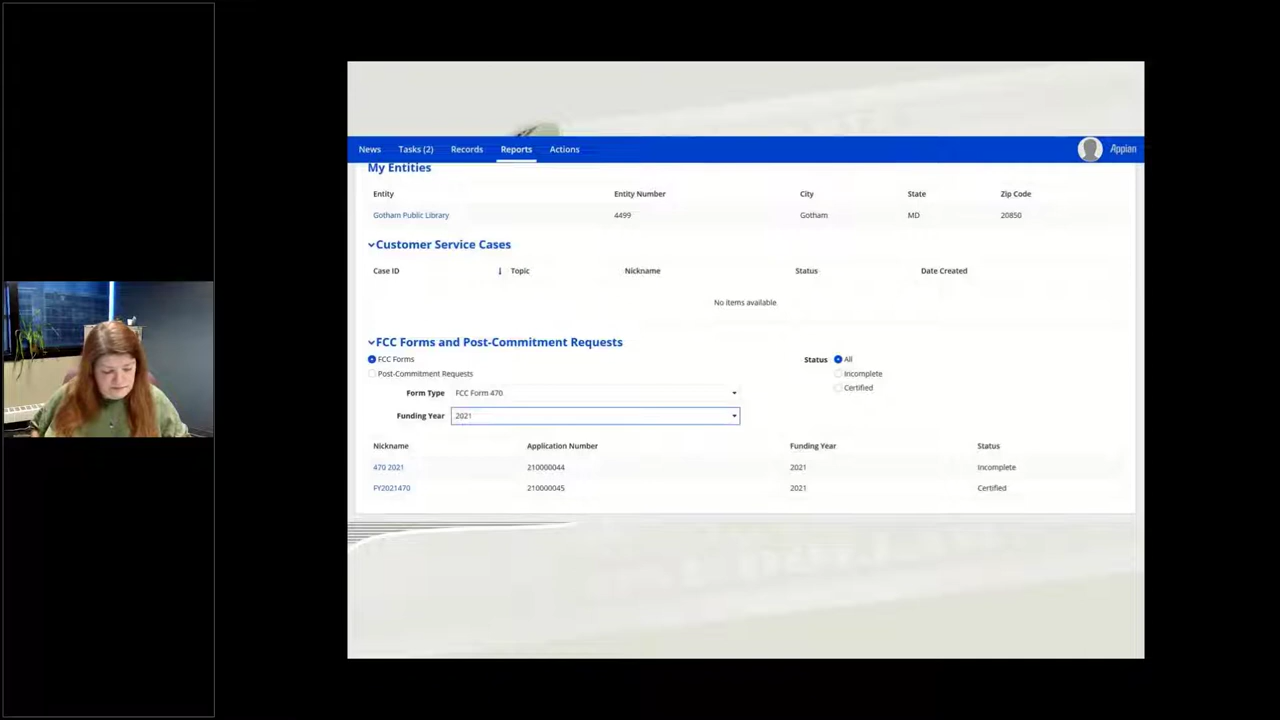 News Tasks (2) Records Reports Actions Appian
My Entities
Entity Entity Number City State Zip Code
Gotham Public Library 4499 Gotham MD 20850
Customer Service Cases
Case ID ↓ Topic Nickname Status Date Created
No items available
FCC Forms and Post-Commitment Requests
FCC Forms Status All
Post-Commitment Requests Incomplete
Form Type FCC Form 470 Certified
Funding Year 2021
Nickname Application Number Funding Year Status
470 2021 210000044 2021 Incomplete
FY2021470 210000045 2021 Certified